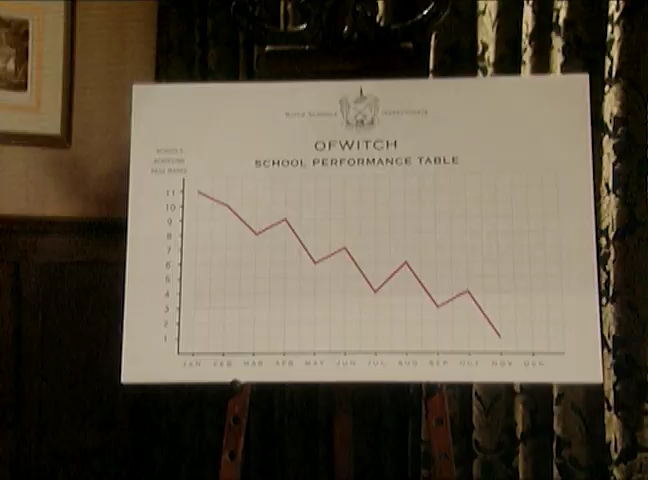 OFWITCH
SCHOOL PERFORMANCE TABLE
SCHOOLS
11
10
9
8
7
6
5
4
3
2
1
JAN FEB MAR APR MAY JUN JUL AUG SEP OCT NOV DEC